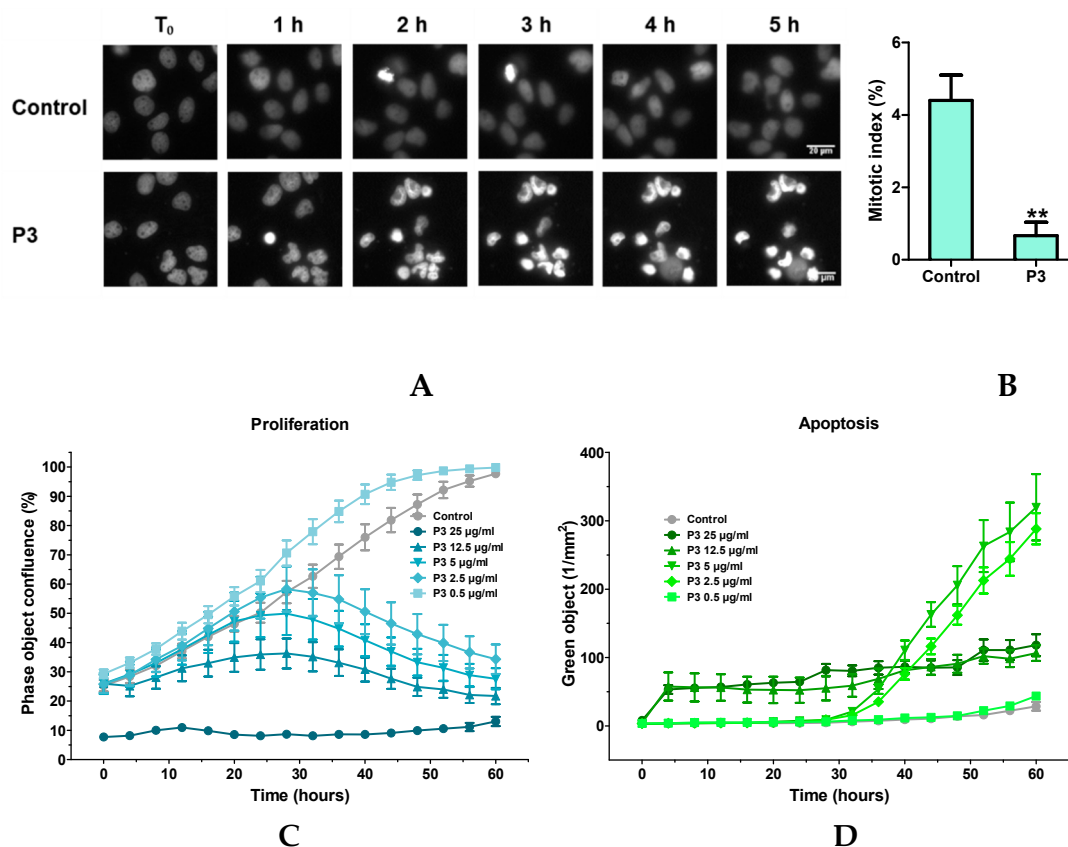 T0 1 h 2 h 3 h 4 h 5 h
Control
20 µm
P3
µm
A
Mitotic index (%)
6
4
2
0
**
Control P3
B
Proliferation
Phase object confluence (%)
100
90
80
70
60
50
40
30
20
10
0
Control
P3 25 µg/ml
P3 12.5 µg/ml
P3 5 µg/ml
P3 2.5 µg/ml
P3 0.5 µg/ml
0 10 20 30 40 50 60
Time (hours)
C
Apoptosis
Green object (1/mm²)
400
300
200
100
50
0
Control
P3 25 µg/ml
P3 12.5 µg/ml
P3 5 µg/ml
P3 2.5 µg/ml
P3 0.5 µg/ml
0 10 20 30 40 50 60
Time (hours)
D